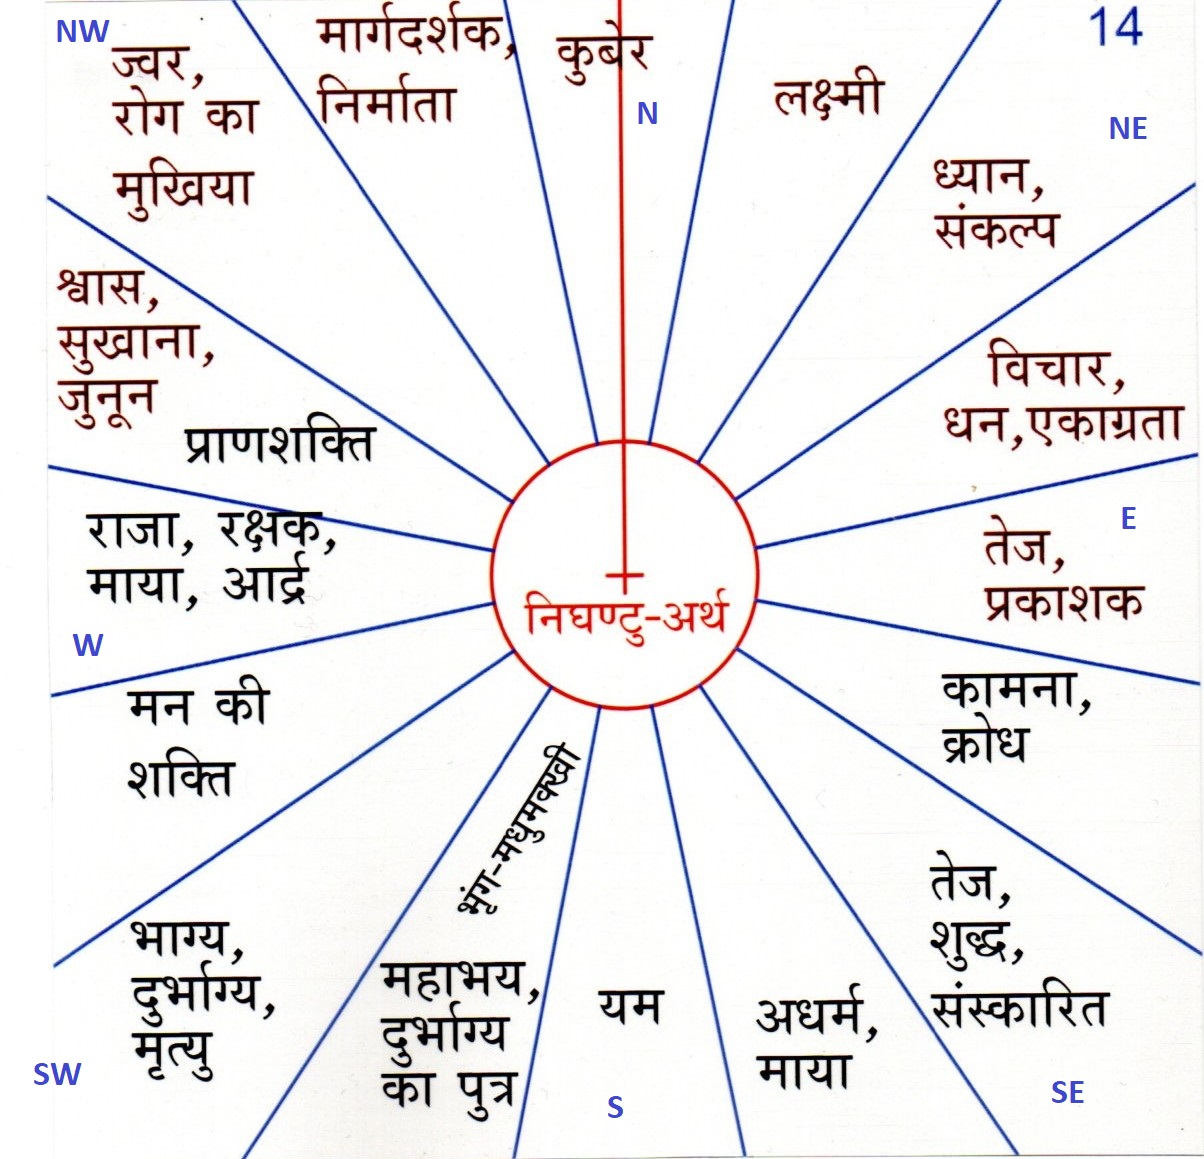 NW
ज्वर,
रोग का
मुखिया
मार्गदर्शक,
निर्माता
कुबेर
N
लक्ष्मी
14
NE
ध्यान,
संकल्प
विचार,
धन,एकाग्रता
E
तेज,
प्रकाशक
कामना,
क्रोध
तेज,
शुद्ध,
संस्कारित
SE
अधर्म,
माया
यम
S
भृंग-मधुमक्खी
महाभय,
दुर्भाग्य
का पुत्र
भाग्य,
दुर्भाग्य,
मृत्यु
SW
मन की
शक्ति
W
राजा, रक्षक,
माया, आर्द्र
श्वास,
सुखाना,
जुनून
प्राणशक्ति
निघण्टु-अर्थ